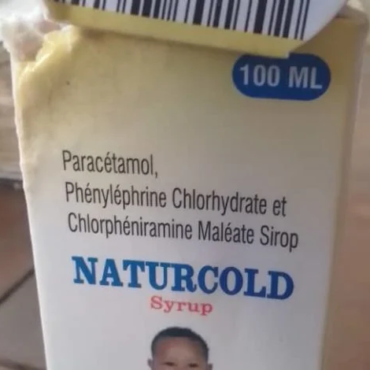 100 ML
Paracétamol,
Phényléphrine Chlorhydrate et
Chlorphéniramine Maléate Sirop
NATURCOLD
Syrup